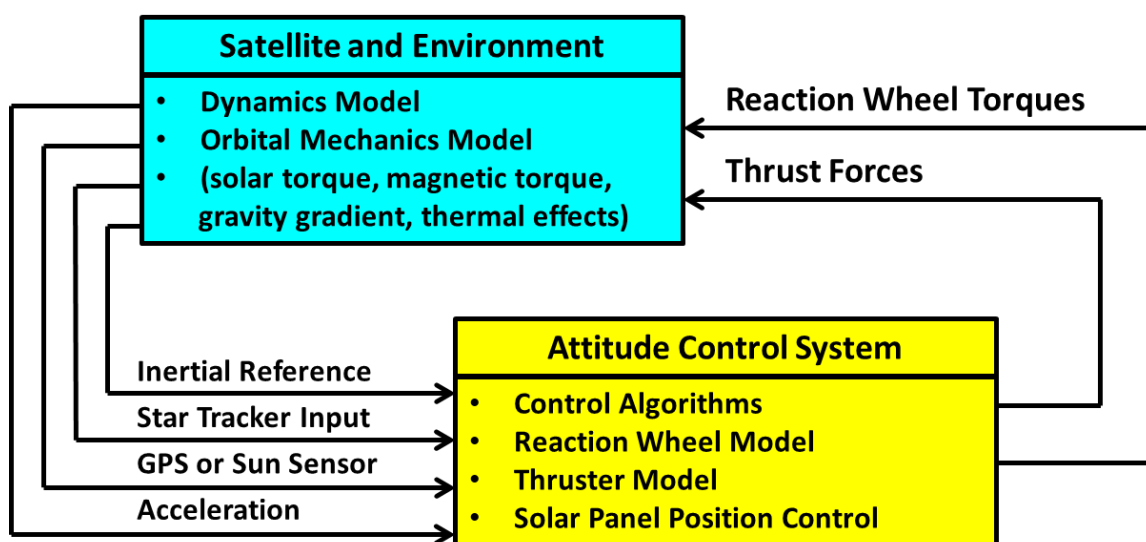 Satellite and Environment
• Dynamics Model
• Orbital Mechanics Model
• (solar torque, magnetic torque,
gravity gradient, thermal effects)
Reaction Wheel Torques
Thrust Forces
Inertial Reference
Star Tracker Input
GPS or Sun Sensor
Acceleration
Attitude Control System
• Control Algorithms
• Reaction Wheel Model
• Thruster Model
• Solar Panel Position Control